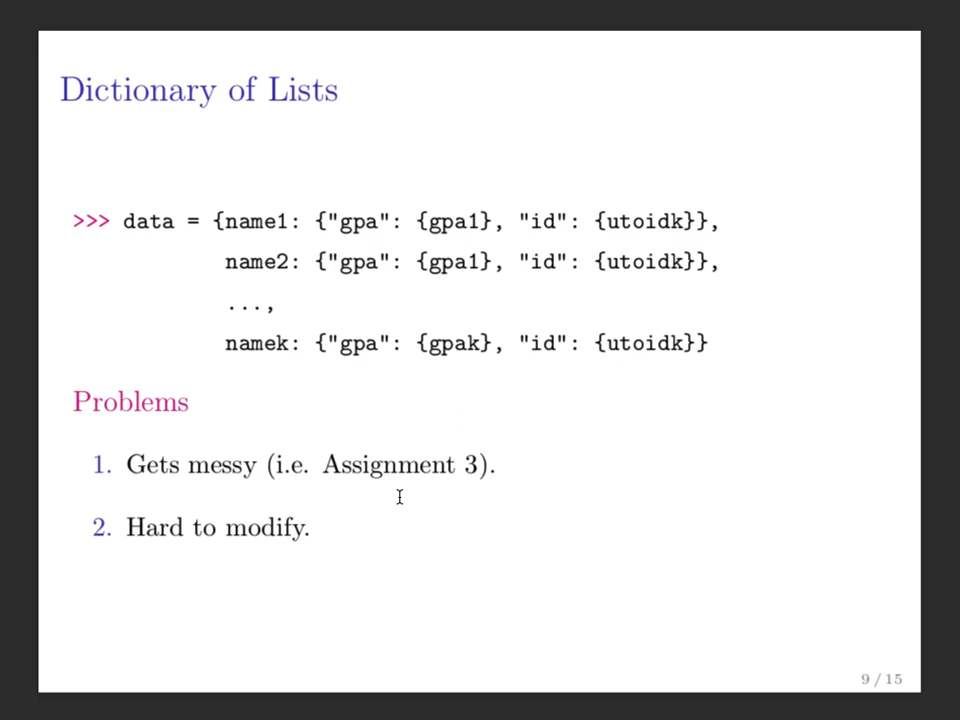 Dictionary of Lists
>>> data = {name1: {"gpa": {gpa1}, "id": {utoidk}},
name2: {"gpa": {gpa1}, "id": {utoidk}},
...,
namek: {"gpa": {gpak}, "id": {utoidk}}
Problems
1. Gets messy (i.e. Assignment 3).
2. Hard to modify.
9 / 15